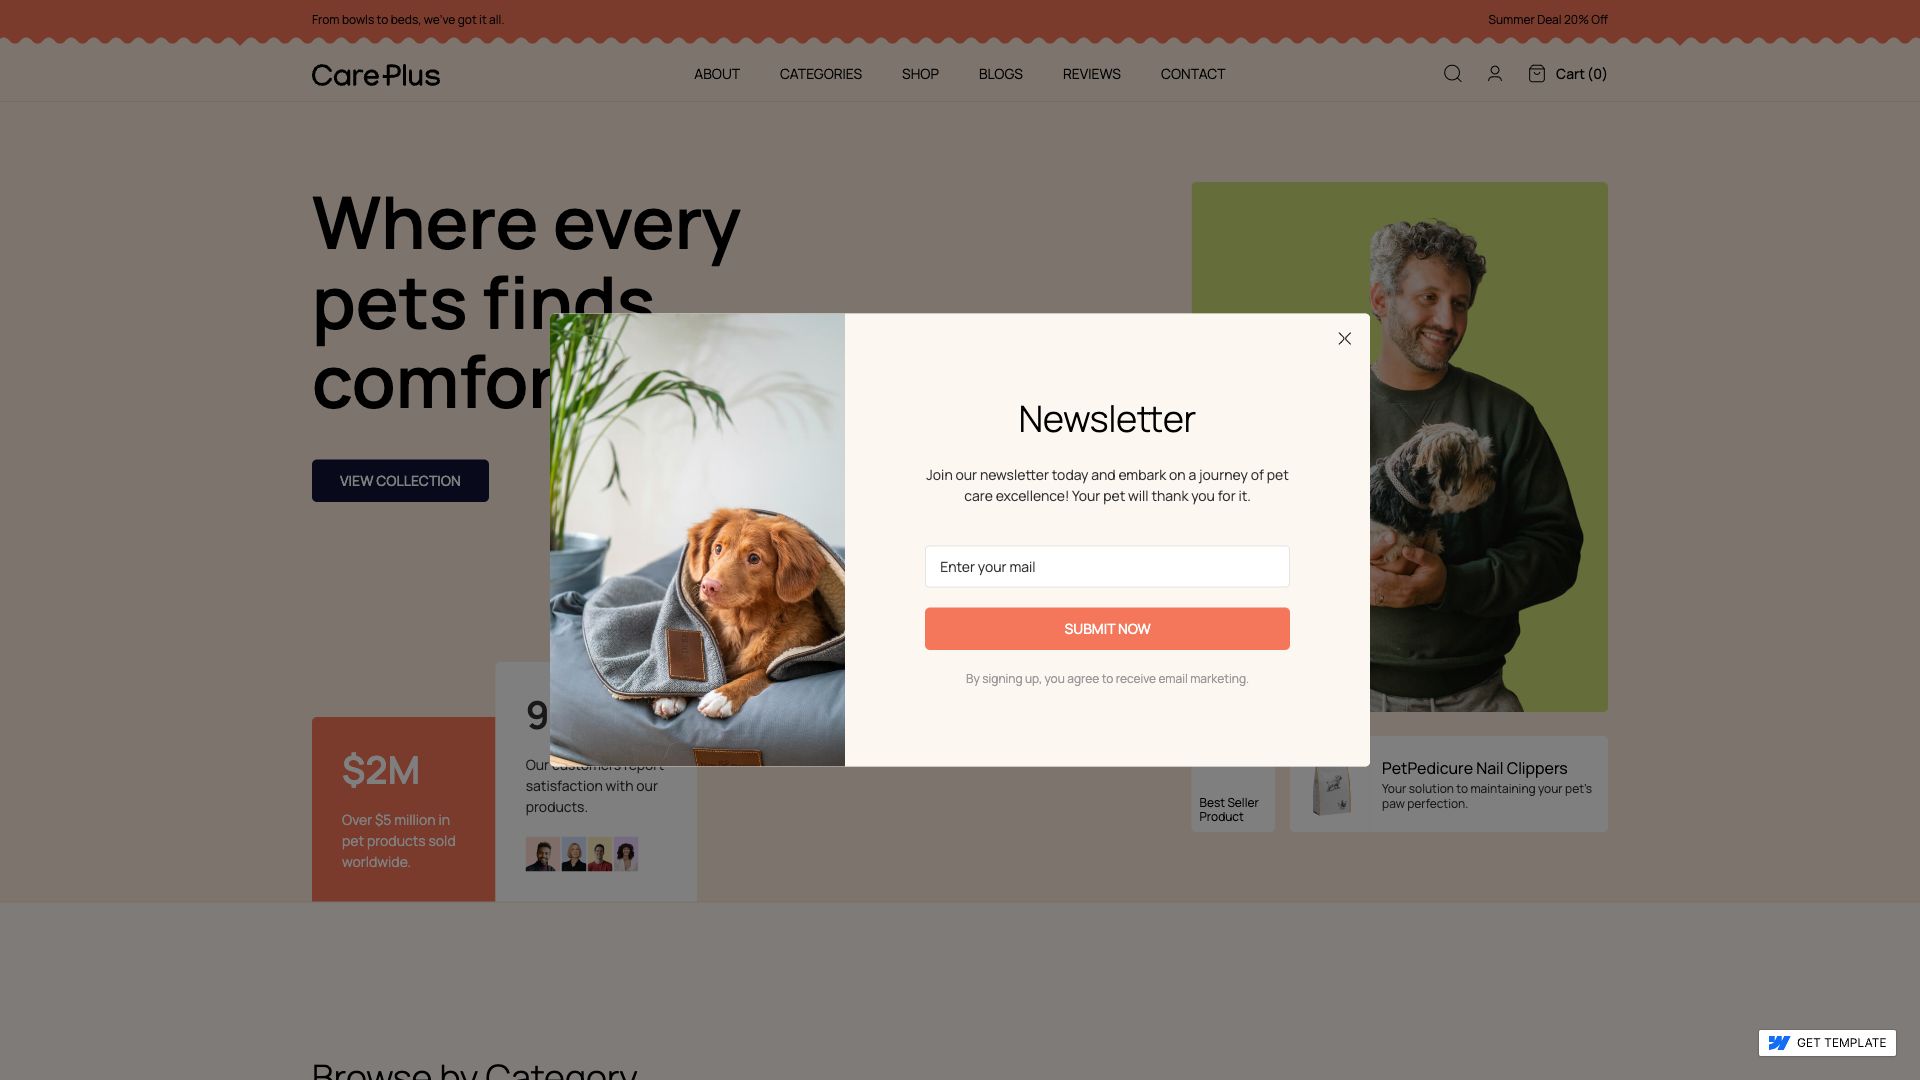 From bowls to beds, we've got it all.
Summer Deal 20% Off
Care Plus
ABOUT
CATEGORIES
SHOP
BLOGS
REVIEWS
CONTACT
Cart (0)
Where every
pets finds
comfor
VIEW COLLECTION
Newsletter
Join our newsletter today and embark on a journey of pet
care excellence! Your pet will thank you for it.
Enter your mail
SUBMIT NOW
By signing up, you agree to receive email marketing.
$2M
Over $5 million in
pet products sold
worldwide.
9
Our customers report
satisfaction with our
products.
Best Seller
Product
PetPedicure Nail Clippers
Your solution to maintaining your pet's
paw perfection.
Browse by Category
GET TEMPLATE